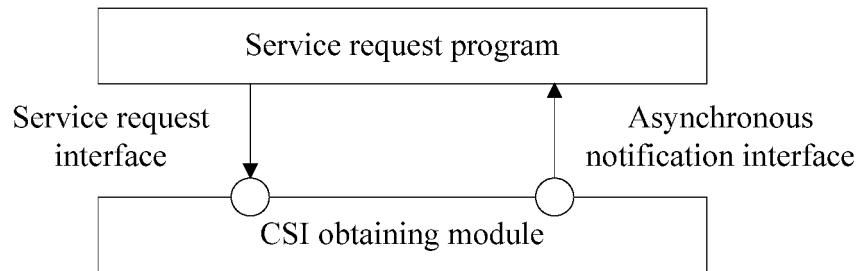 Service request program
Service request
interface
Asynchronous
notification interface
CSI obtaining module